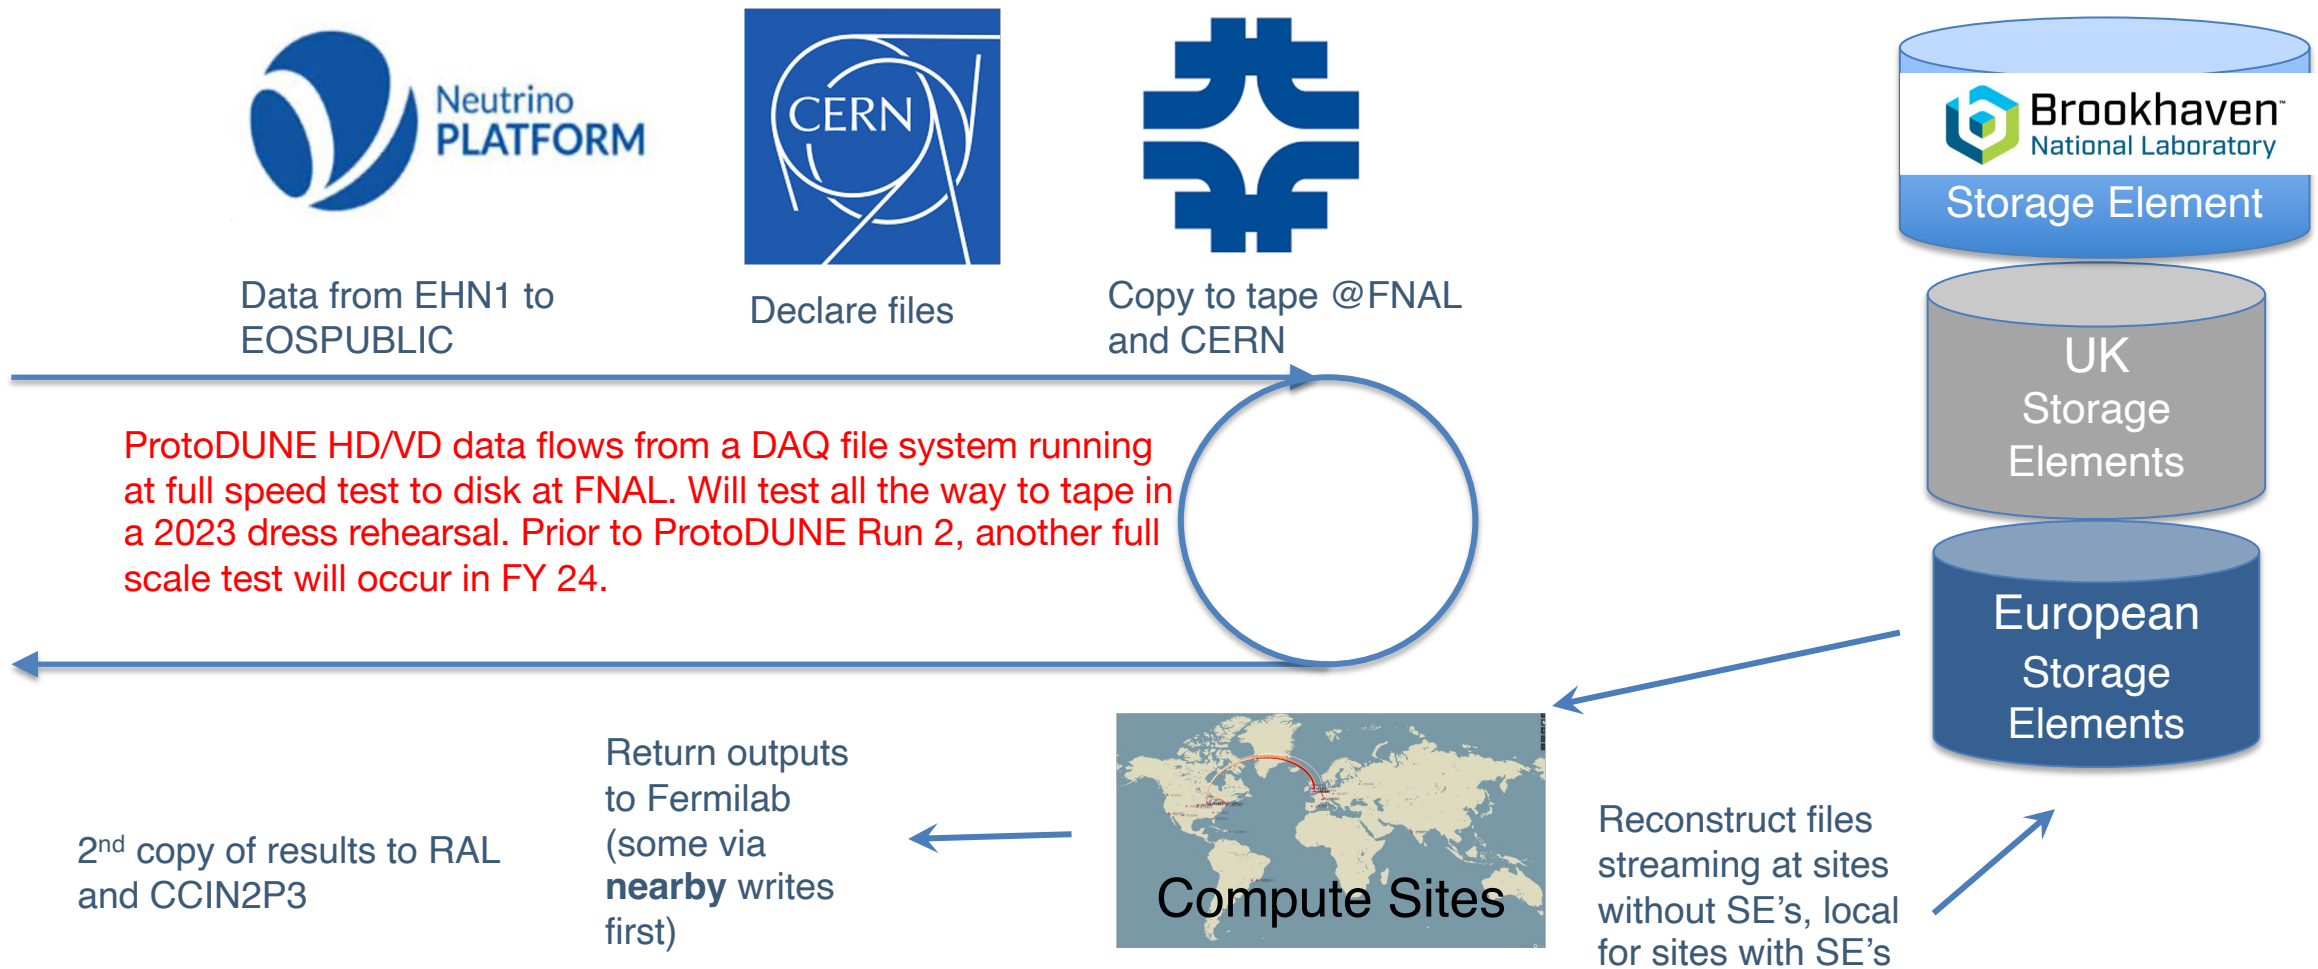 Neutrino
PLATFORM
CERN
Brookhaven™
National Laboratory
Storage Element
Data from EHN1 to
EOSPUBLIC
Declare files
Copy to tape @FNAL
and CERN
UK
Storage
Elements
ProtoDUNE HD/VD data flows from a DAQ file system running
at full speed test to disk at FNAL. Will test all the way to tape in
a 2023 dress rehearsal. Prior to ProtoDUNE Run 2, another full
scale test will occur in FY 24.
European
Storage
Elements
Return outputs
to Fermilab
(some via
nearby writes
first)
2nd copy of results to RAL
and CCIN2P3
Compute Sites
Reconstruct files
streaming at sites
without SE's, local
for sites with SE's